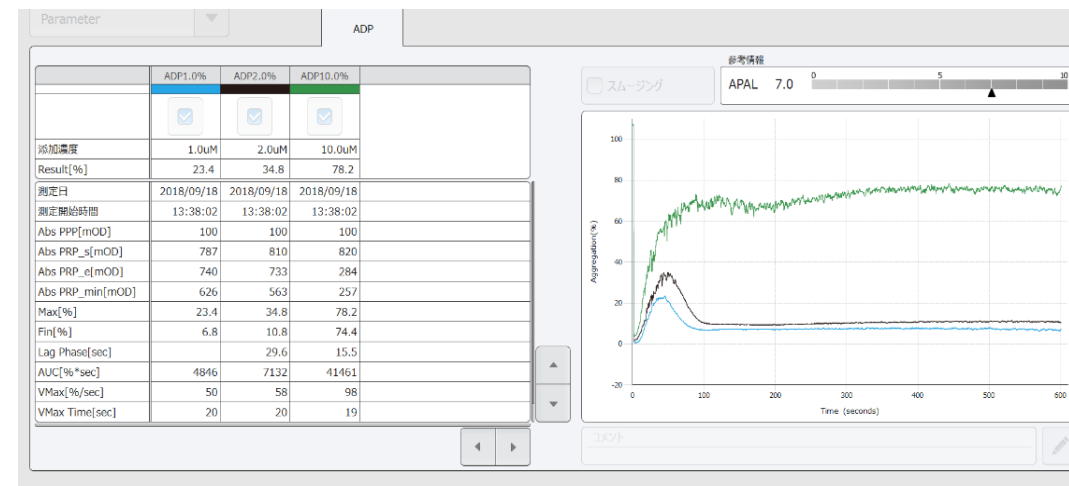 Parameter
ADP
ADP1.0% ADP2.0% ADP10.0%
添加濃度 1.0uM 2.0uM 10.0uM
Result[%] 23.4 34.8 78.2
測定日 2018/09/18 2018/09/18 2018/09/18
測定開始時間 13:38:02 13:38:02 13:38:02
Abs PPP[mOD] 100 100 100
Abs PRP_s[mOD] 787 810 820
Abs PRP_e[mOD] 740 733 284
Abs PRP_min[mOD] 626 563 257
Max[%] 23.4 34.8 78.2
Fin[%] 6.8 10.8 74.4
Lag Phase[sec] 29.6 15.5
AUC[%*sec] 4846 7132 41461
VMax[%/sec] 50 58 98
VMax Time[sec] 20 20 19
スムージング
参考情報
APAL 7.0 0 5 10
100
80
60
40
20
0
-20
Aggregation(%)
0 100 200 300 400 500 600
Time (seconds)
コメント